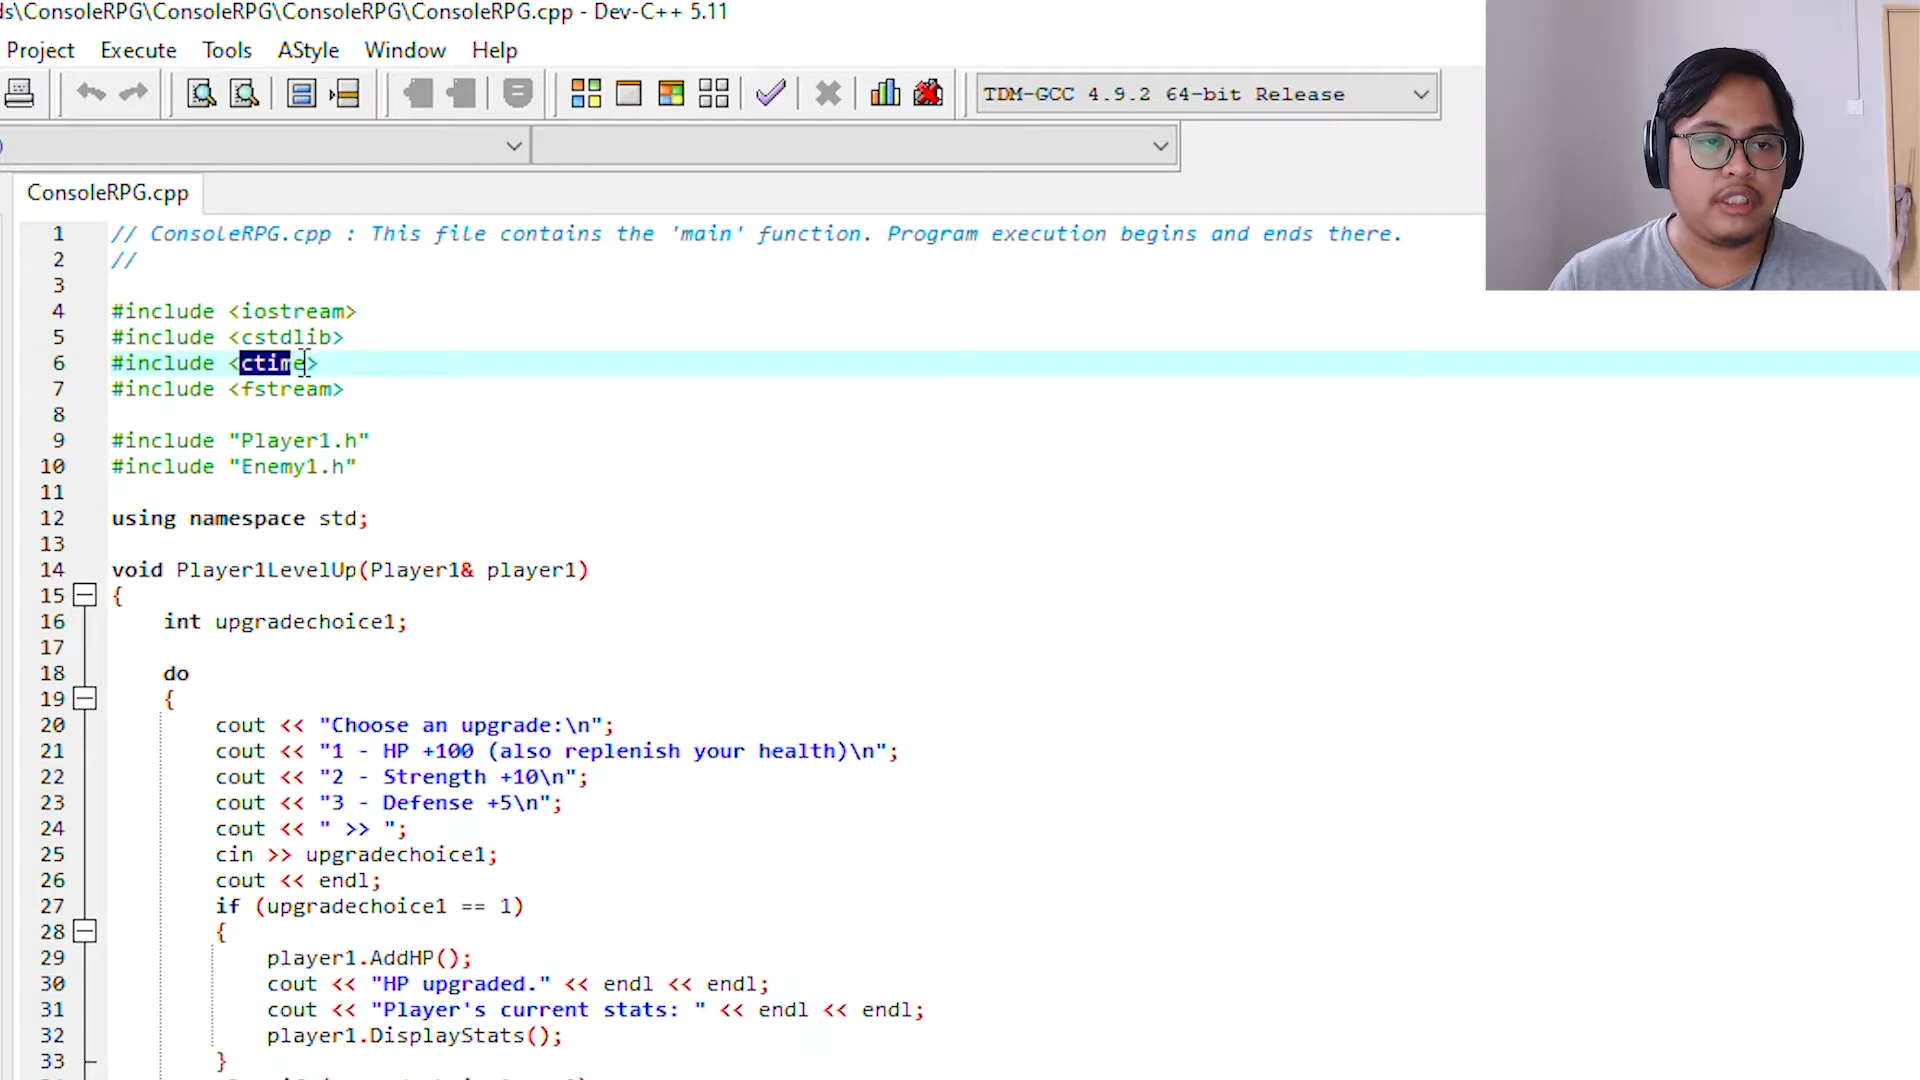 ds\ConsoleRPG\ConsoleRPG\ConsoleRPG\ConsoleRPG.cpp - Dev-C++ 5.11
Project Execute Tools AStyle Window Help
TDM-GCC 4.9.2 64-bit Release
)
ConsoleRPG.cpp
1 // ConsoleRPG.cpp : This file contains the 'main' function. Program execution begins and ends there.
2 //
3
4 #include <iostream>
5 #include <cstdlib>
6 #include <ctime>
7 #include <fstream>
8
9 #include "Player1.h"
10 #include "Enemy1.h"
11
12 using namespace std;
13
14 void Player1LevelUp(Player1& player1)
15 {
16 int upgradechoice1;
17
18 do
19 {
20 cout << "Choose an upgrade:\n";
21 cout << "1 - HP +100 (also replenish your health)\n";
22 cout << "2 - Strength +10\n";
23 cout << "3 - Defense +5\n";
24 cout << " >> ";
25 cin >> upgradechoice1;
26 cout << endl;
27 if (upgradechoice1 == 1)
28 {
29 player1.AddHP();
30 cout << "HP upgraded." << endl << endl;
31 cout << "Player's current stats: " << endl << endl;
32 player1.DisplayStats();
33 }